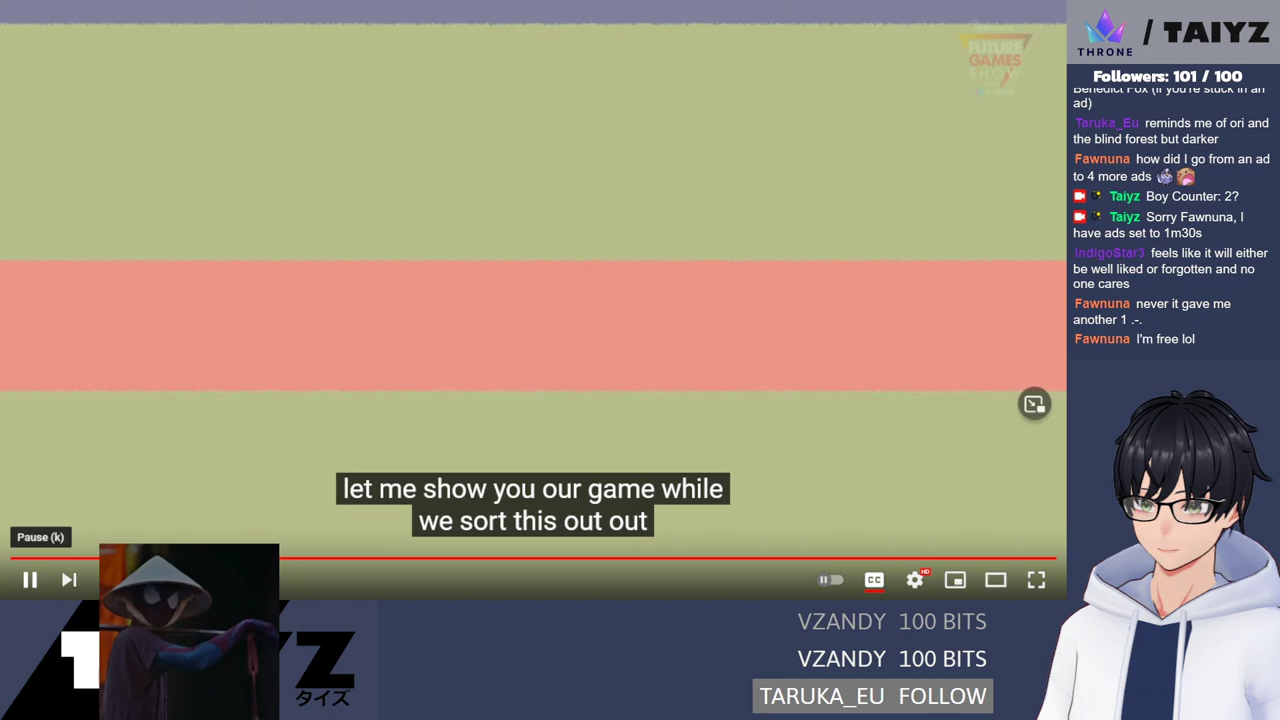 FUTURE
GAMES
SHOW
THRONE
/ TAIYZ
Followers: 101 / 100
Benedict Fox (if you're stuck in an
ad)
Taruka_Eu reminds me of ori and
the blind forest but darker
Fawnuna how did I go from an ad
to 4 more ads
Taiyz Boy Counter: 2?
Taiyz Sorry Fawnuna, I
have ads set to 1m30s
IndigoStar3 feels like it will either
be well liked or forgotten and no
one cares
Fawnuna never it gave me
another 1 .-.
Fawnuna I'm free lol
let me show you our game while
we sort this out out
Pause (k)
CC
HD
VZANDY 100 BITS
VZANDY 100 BITS
TARUKA_EU FOLLOW
タイズ